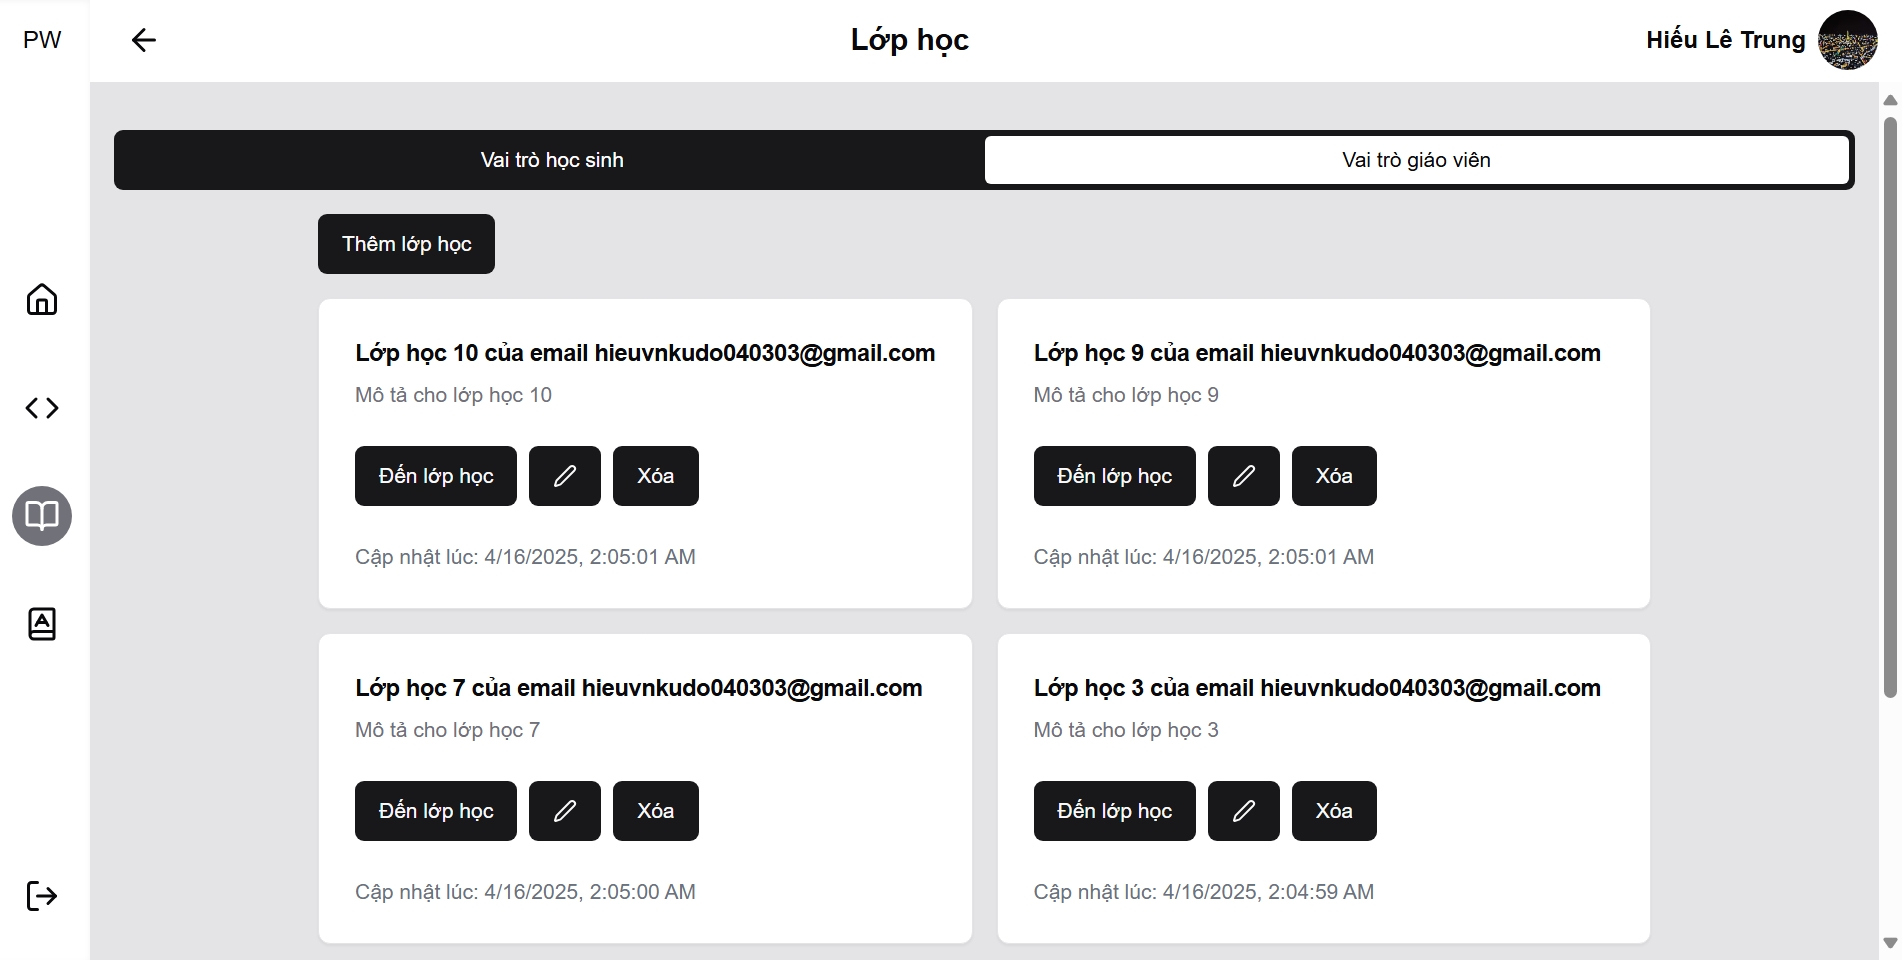 PW
Lớp học
Hiếu Lê Trung
Vai trò học sinh
Vai trò giáo viên
Thêm lớp học
Lớp học 10 của email hieuvnkudo040303@gmail.com
Mô tả cho lớp học 10
Đến lớp học
Xóa
Cập nhật lúc: 4/16/2025, 2:05:01 AM
Lớp học 9 của email hieuvnkudo040303@gmail.com
Mô tả cho lớp học 9
Đến lớp học
Xóa
Cập nhật lúc: 4/16/2025, 2:05:01 AM
Lớp học 7 của email hieuvnkudo040303@gmail.com
Mô tả cho lớp học 7
Đến lớp học
Xóa
Cập nhật lúc: 4/16/2025, 2:05:00 AM
Lớp học 3 của email hieuvnkudo040303@gmail.com
Mô tả cho lớp học 3
Đến lớp học
Xóa
Cập nhật lúc: 4/16/2025, 2:04:59 AM